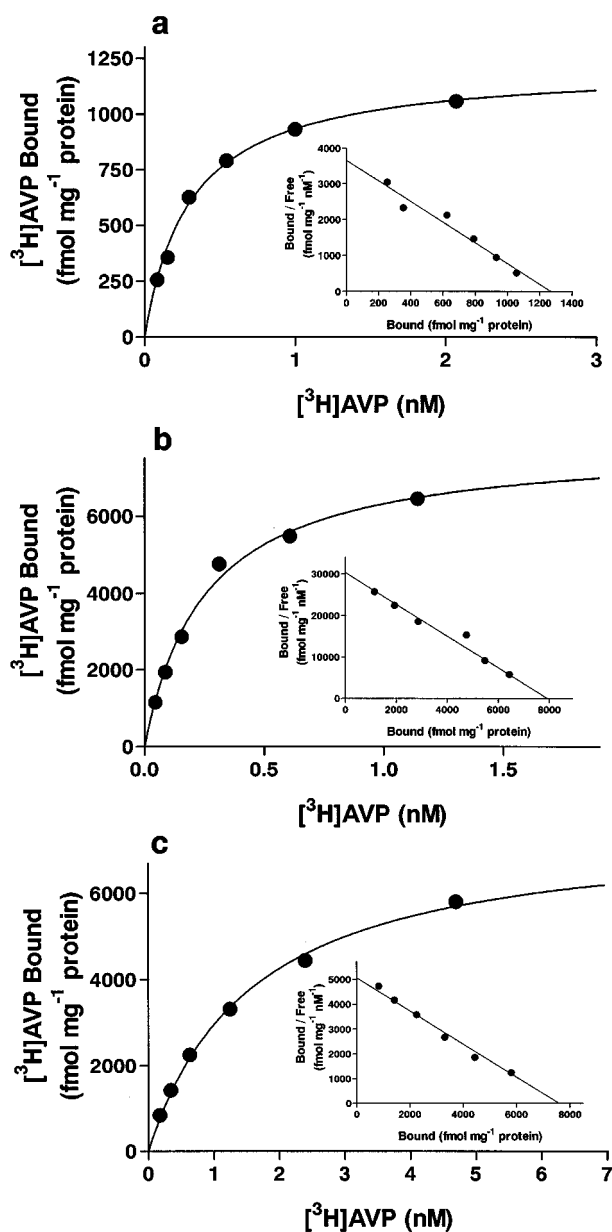 a
1250
1000
750
500
250
0
[³H]AVP Bound
(fmol mg⁻¹ protein)
0
1
2
3
[³H]AVP (nM)
4000
3000
2000
1000
0
Bound / Free
(fmol mg⁻¹ nM⁻¹)
0 200 400 600 800 1000 1200 1400
Bound (fmol mg⁻¹ protein)
b
6000
4000
2000
0
[³H]AVP Bound
(fmol mg⁻¹ protein)
0.0
0.5
1.0
1.5
[³H]AVP (nM)
30000
20000
10000
0
Bound / Free
(fmol mg⁻¹ nM⁻¹)
0 2000 4000 6000 8000
Bound (fmol mg⁻¹ protein)
c
6000
4000
2000
0
[³H]AVP Bound
(fmol mg⁻¹ protein)
0 1 2 3 4 5 6 7
[³H]AVP (nM)
5000
4000
3000
2000
1000
0
Bound / Free
(fmol mg⁻¹ nM⁻¹)
0 2000 4000 6000 8000
Bound (fmol mg⁻¹ protein)